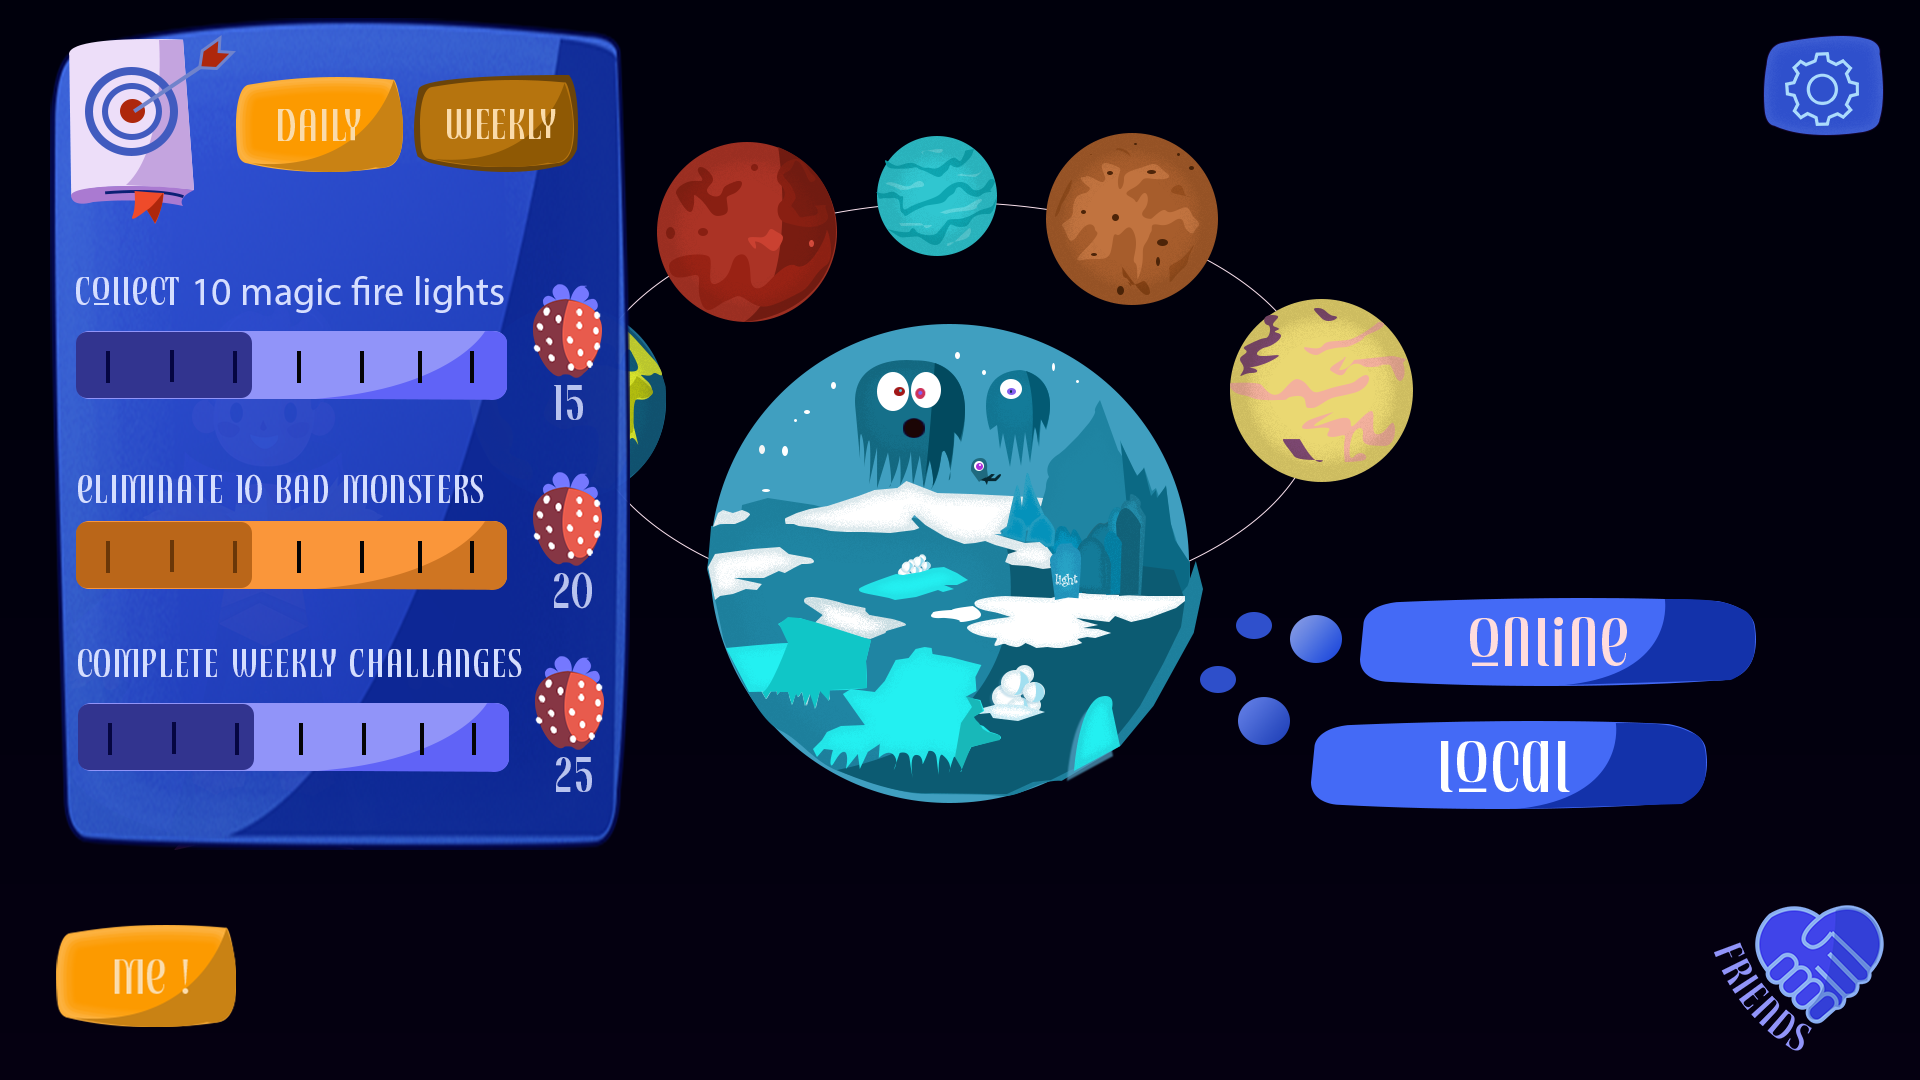 DAILY
WEEKLY
COLLECT 10 magic fire lights
15
ELIMINATE 10 BAD MONSTERS
20
COMPLETE WEEKLY CHALLANGES
25
light
online
local
Me !
FRIENDS